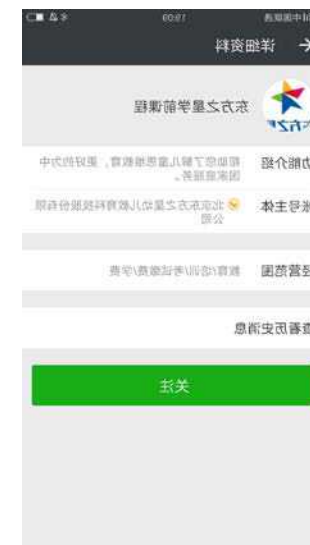 详细资料
东方之星学前课程
功能介绍
帮助您了解儿童思维教育，更好的为中
国家庭服务。
帐号主体
北京东方之星幼儿教育科技股份有限
公司
经营范围
教育/培训/考试缴费/学费
查看历史消息
关注